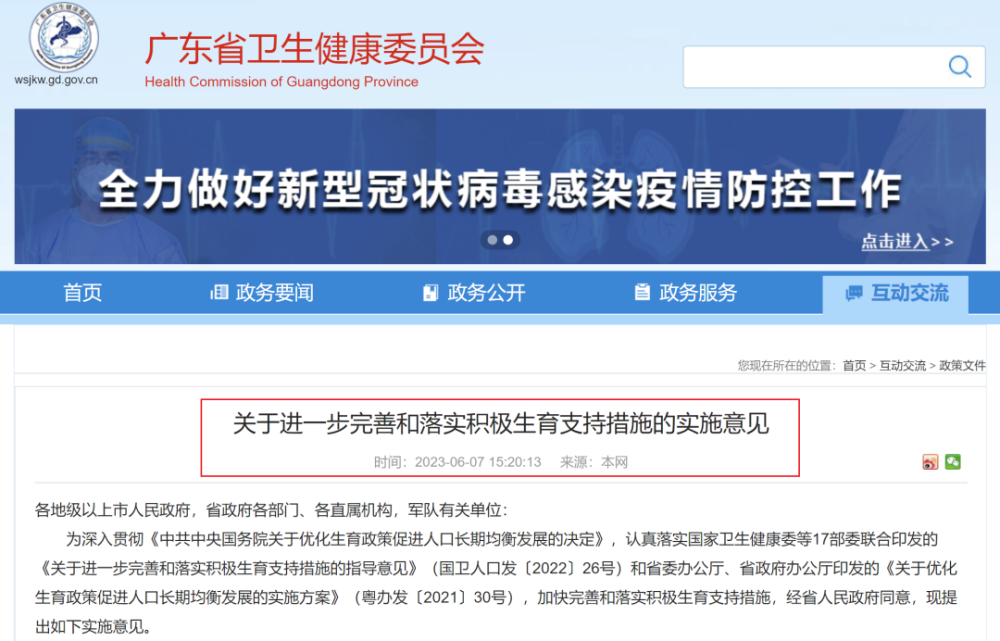 广东省卫生健康委员会
Health Commission of Guangdong Province
wsjkw.gd.gov.cn
全力做好新型冠状病毒感染疫情防控工作
点击进入>>
首页 政务要闻 政务公开 政务服务 互动交流
您现在所在的位置：首页 > 互动交流 > 政策文件
关于进一步完善和落实积极生育支持措施的实施意见
时间：2023-06-07 15:20:13 来源：本网
各地级以上市人民政府，省政府各部门、各直属机构，军队有关单位：
为深入贯彻《中共中央国务院关于优化生育政策促进人口长期均衡发展的决定》，认真落实国家卫生健康委等17部委联合印发的
《关于进一步完善和落实积极生育支持措施的指导意见》（国卫人口发〔2022〕26号）和省委办公厅、省政府办公厅印发的《关于优化
生育政策促进人口长期均衡发展的实施方案》（粤办发〔2021〕30号），加快完善和落实积极生育支持措施，经省人民政府同意，现提
出如下实施意见。